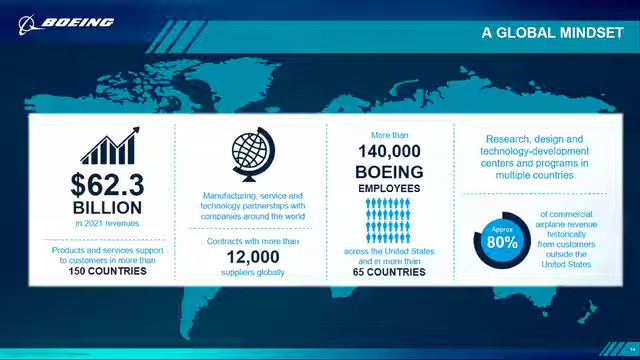 BOEING
A GLOBAL MINDSET
$62.3
BILLION
in 2021 revenues
Products and services support
to customers in more than
150 COUNTRIES
Manufacturing, service and
technology partnerships with
companies around the world
Contracts with more than
12,000
suppliers globally
More than
140,000
BOEING
EMPLOYEES
across the United States
and in more than
65 COUNTRIES
Research, design and
technology-development
centers and programs in
multiple countries
Approx
80%
of commercial
airplane revenue
historically
from customers
outside the
United States